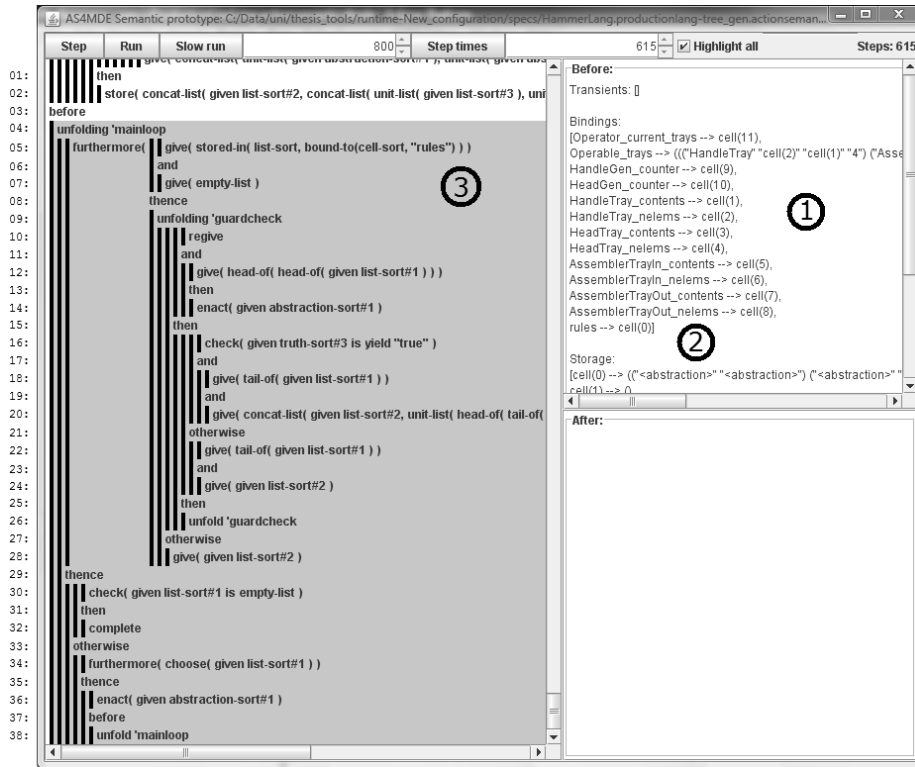 AS4MDE Semantic prototype: C:/Data/uni/thesis_tools/runtime-New_configuration/specs/HammerLang.productionlang-tree_gen.actionseman...
Step Run Slow run 800 Step times 615 Highlight all Steps: 615
01: then
02: store( concat-list( given list-sort#2, concat-list( unit-list( given list-sort#3 ), uni
03: before
04: unfolding 'mainloop
05: furthermore( give( stored-in( list-sort, bound-to(cell-sort, "rules") ) )
06: and
07: give( empty-list )
08: thence
09: unfolding 'guardcheck
10: regive
11: and
12: give( head-of( head-of( given list-sort#1 ) ) )
13: then
14: enact( given abstraction-sort#1 )
15: then
16: check( given truth-sort#3 is yield "true" )
17: and
18: give( tail-of( given list-sort#1 ) )
19: and
20: give( concat-list( given list-sort#2, unit-list( head-of( tail-of(
21: otherwise
22: give( tail-of( given list-sort#1 ) )
23: and
24: give( given list-sort#2 )
25: then
26: unfold 'guardcheck
27: otherwise
28: give( given list-sort#2 )
29: thence
30: check( given list-sort#1 is empty-list )
31: then
32: complete
33: otherwise
34: furthermore( choose( given list-sort#1 ) )
35: thence
36: enact( given abstraction-sort#1 )
37: before
38: unfold 'mainloop
3
Before:
Transients: []
Bindings:
[Operator_current_trays --> cell(11),
Operable_trays --> ((("HandleTray" "cell(2)" "cell(1)" "4") ("Asse
HandleGen_counter --> cell(9),
HeadGen_counter --> cell(10),
HandleTray_contents --> cell(1),
HandleTray_nelems --> cell(2),
HeadTray_contents --> cell(3),
HeadTray_nelems --> cell(4),
AssemblerTrayIn_contents --> cell(5),
AssemblerTrayIn_nelems --> cell(6),
AssemblerTrayOut_contents --> cell(7),
AssemblerTrayOut_nelems --> cell(8),
rules --> cell(0)]
1
2
Storage:
[cell(0) --> (("<abstraction>" "<abstraction>") ("<abstraction>" "
cell(1) --> (),
After: